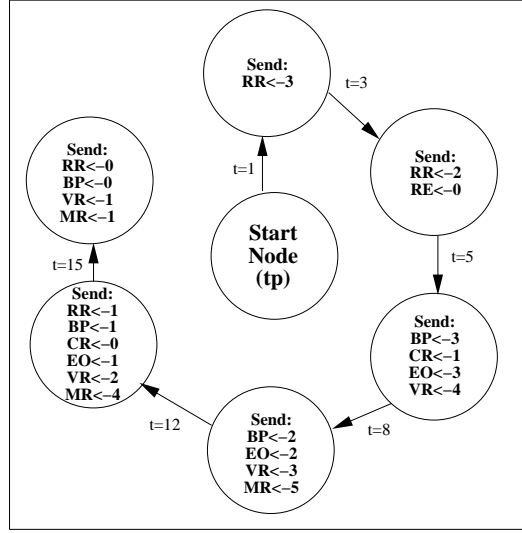 Send:
RR<-3
t=3
Send:
RR<-2
RE<-0
t=1
Start
Node
(tp)
Send:
RR<-0
BP<-0
VR<-1
MR<-1
t=5
t=15
Send:
BP<-3
CR<-1
EO<-3
VR<-4
Send:
RR<-1
BP<-1
CR<-0
EO<-1
VR<-2
MR<-4
t=8
t=12
Send:
BP<-2
EO<-2
VR<-3
MR<-5